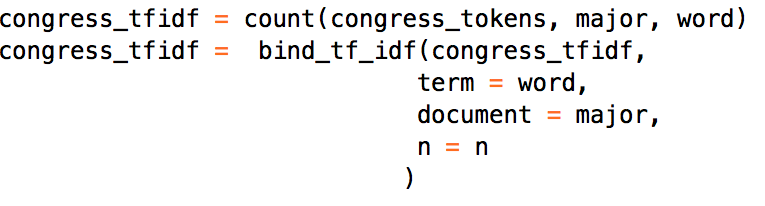 congress_tfidf = count(congress_tokens, major, word)
congress_tfidf =  bind_tf_idf(congress_tfidf,
                              term = word,
                              document = major,
                              n = n
                             )